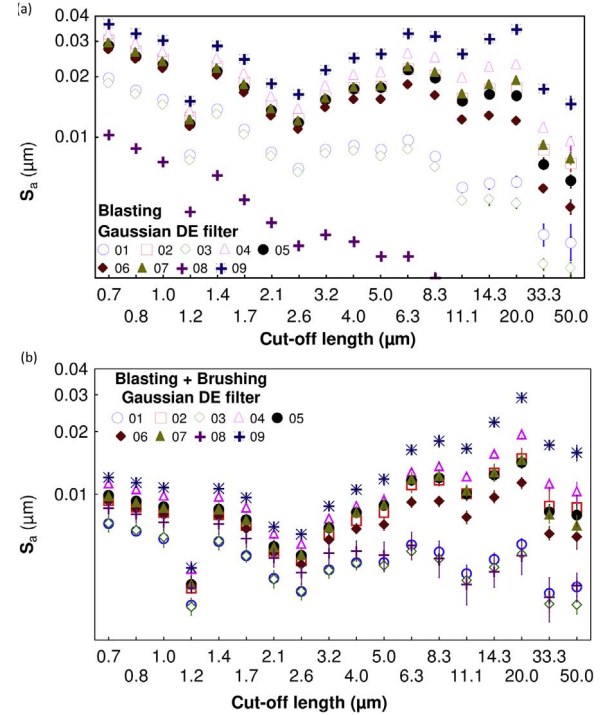 (a)
0.04
0.03
0.02
0.01
Sa (μm)
Blasting
Gaussian DE filter
01 02 03 04 05
06 07 08 09
0.7 1.0 1.4 2.1 3.2 5.0 8.3 14.3 33.3
0.8 1.2 1.7 2.6 4.0 6.3 11.1 20.0 50.0
Cut-off length (μm)
(b)
0.04
0.03
0.02
0.01
Sa (μm)
Blasting + Brushing
Gaussian DE filter
01 02 03 04 05
06 07 08 09
0.7 1.0 1.4 2.1 3.2 5.0 8.3 14.3 33.3
0.8 1.2 1.7 2.6 4.0 6.3 11.1 20.0 50.0
Cut-off length (μm)